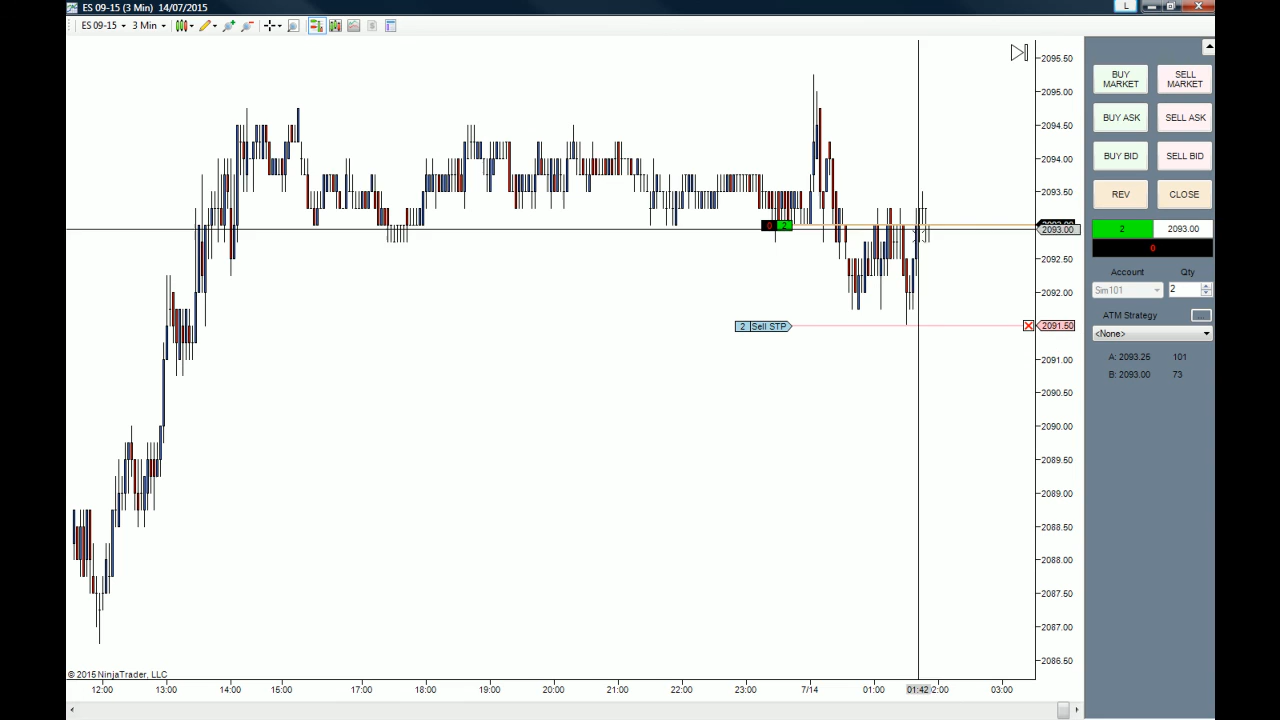 ES 09-15 (3 Min) 14/07/2015
L
ES 09-15 3 Min
2095.50
2095.00
2094.50
2094.00
2093.50
2093.00
2092.50
2092.00
2091.50
2091.00
2090.50
2090.00
2089.50
2089.00
2088.50
2088.00
2087.50
2087.00
2086.50
0 2
2 Sell STP
© 2015 NinjaTrader, LLC
12:00 13:00 14:00 15:00 17:00 18:00 19:00 20:00 21:00 22:00 23:00 7/14 01:00 01:42 2:00 03:00
BUY MARKET
SELL MARKET
BUY ASK
SELL ASK
BUY BID
SELL BID
REV
CLOSE
2 2093.00
0
Account Qty
Sim101 2
ATM Strategy
<None>
A: 2093.25 101
B: 2093.00 73